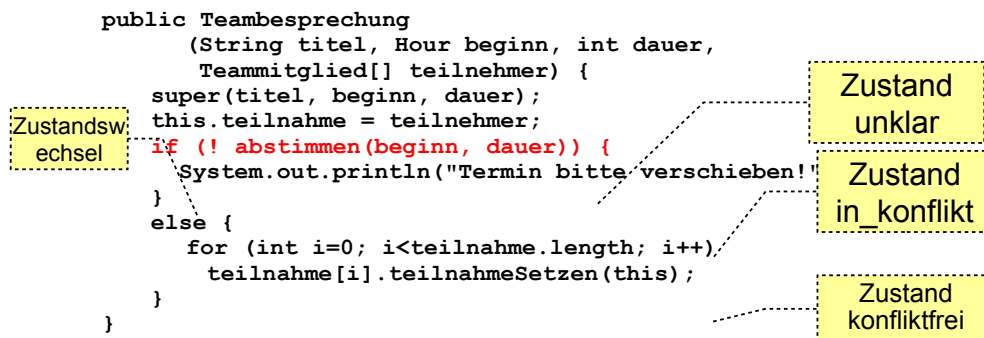 public Teambesprechung
(String titel, Hour beginn, int dauer,
Teammitglied[] teilnehmer) {
super(titel, beginn, dauer);
this.teilnahme = teilnehmer;
if (! abstimmen(beginn, dauer)) {
System.out.println("Termin bitte verschieben!"
}
else {
for (int i=0; i<teilnahme.length; i++)
teilnahme[i].teilnahmeSetzen(this);
}
}
Zustandsw
echsel
Zustand
unklar
Zustand
in_konflikt
Zustand
konfliktfrei